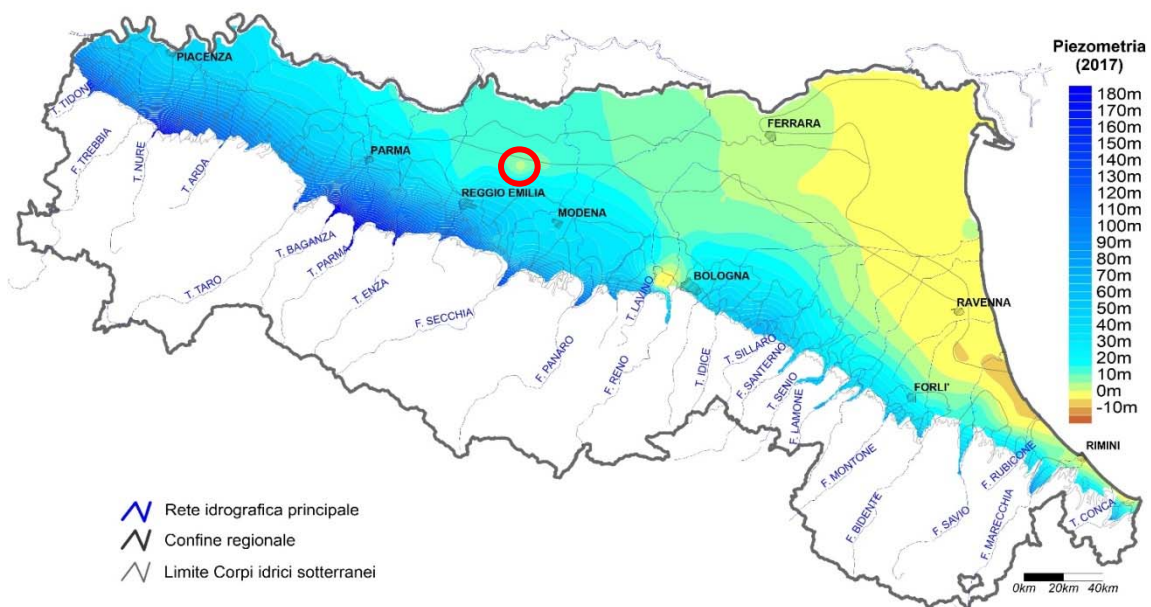 PIACENZA
T. TIDONE
F. TREBBIA
T. NURE
T. ARDA
PARMA
REGGIO EMILIA
MODENA
FERRARA
BOLOGNA
RAVENNA
FORLI'
RIMINI
T. TARO
T. BAGANZA
T. PARMA
T. ENZA
F. SECCHIA
F. PANARO
F. RENO
T. LAVINO
T. IDICE
T. SILLARO
F. SANTERNO
T. SENIO
F. LAMONE
F. MONTONE
F. BIDENTE
F. SAVIO
F. RUBICONE
F. MARECCHIA
T. CONCA
Piezometria
(2017)
180m
170m
160m
150m
140m
130m
120m
110m
100m
90m
80m
70m
60m
50m
40m
30m
20m
10m
0m
-10m
Rete idrografica principale
Confine regionale
Limite Corpi idrici sotterranei
0km 20km 40km